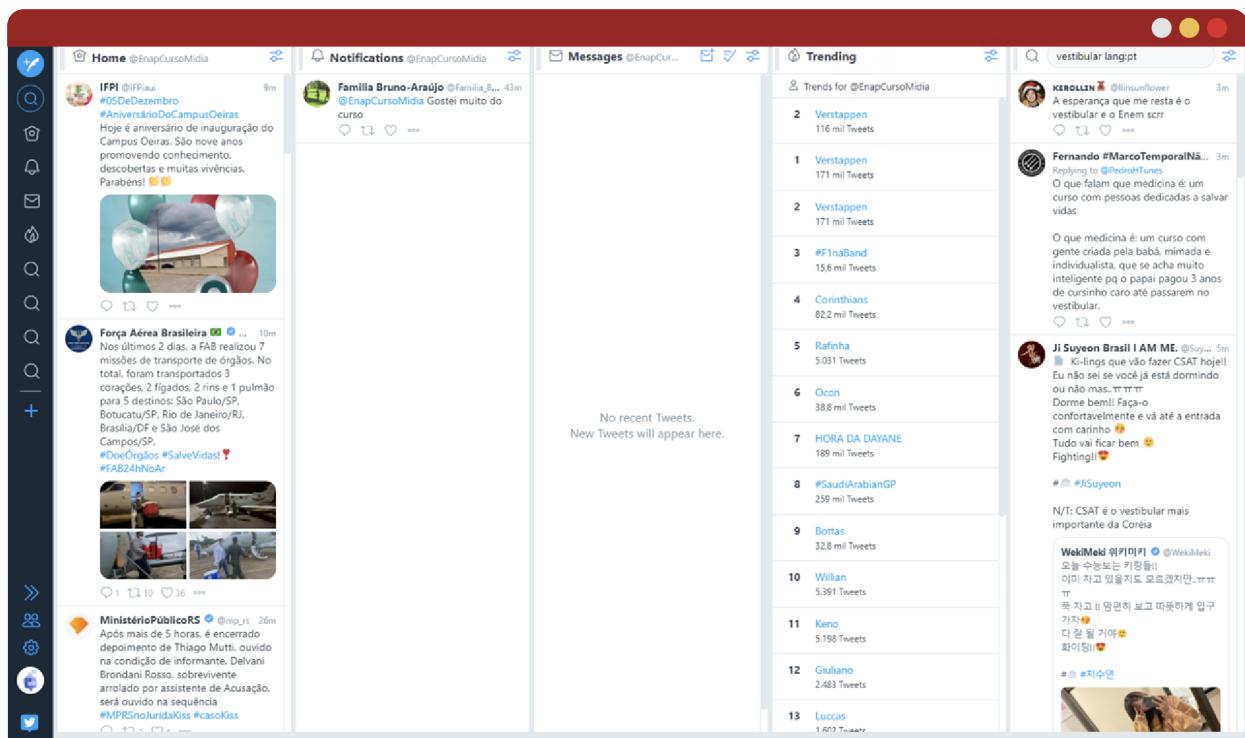 Home @EnapCursoMidia
IFPI @IFPiaui 9m
#05DeDezembro
#AniversárioDoCampusOeiras
Hoje é aniversário de inauguração do
Campus Oeiras. São nove anos
promovendo conhecimento,
descobertas e muitas vivências.
Parabéns! 👏👏
Força Aérea Brasileira 🇧🇷 ... 10m
Nos últimos 2 dias, a FAB realizou 7
missões de transporte de órgãos. No
total, foram transportados 3
corações, 2 fígados, 2 rins e 1 pulmão
para 5 destinos: São Paulo/SP,
Botucatu/SP, Rio de Janeiro/RJ,
Brasília/DF e São José dos
Campos/SP.
#DoeÓrgãos #SalveVidas!❣️
#FAB24hNoAr
1 10 36
MinistérioPúblicoRS @mp_rs 26m
Após mais de 5 horas, é encerrado
depoimento de Thiago Mutti, ouvido
na condição de informante. Delvani
Brondani Rosso, sobrevivente
arrolado por assistente de Acusação,
será ouvido na sequência
#MPRSnoJuridaKiss #casoKiss
Notifications @EnapCursoMidia
Familia Bruno-Araújo @Familia_B... 43m
@EnapCursoMidia Gostei muito do
curso
Messages @EnapCur...
No recent Tweets.
New Tweets will appear here.
Trending
Trends for @EnapCursoMidia
2 Verstappen
116 mil Tweets
1 Verstappen
171 mil Tweets
2 Verstappen
171 mil Tweets
3 #F1naBand
15,6 mil Tweets
4 Corinthians
82,2 mil Tweets
5 Rafinha
5.031 Tweets
6 Ocon
38,8 mil Tweets
7 HORA DA DAYANE
189 mil Tweets
8 #SaudiArabianGP
259 mil Tweets
9 Bottas
32,8 mil Tweets
10 Willian
5.391 Tweets
11 Keno
5.198 Tweets
12 Giuliano
2.483 Tweets
13 Luccas
1.602 Tweets
vestibular lang:pt
KEROLLIN @llinsunflower 3m
A esperança que me resta é o
vestibular e o Enem scrr
Fernando #MarcoTemporalNã... 3m
Replying to @PedroHTunes
O que falam que medicina é: um
curso com pessoas dedicadas a salvar
vidas
O que medicina é: um curso com
gente criada pela babá, mimada e
individualista, que se acha muito
inteligente pq o papai pagou 3 anos
de cursinho caro até passarem no
vestibular.
Ji Suyeon Brasil I AM ME. @Suy... 5m
Ki-lings que vão fazer CSAT hoje!!
Eu não sei se você já está dormindo
ou não mas..ㅠㅠㅠ
Dorme bem!! Faça-o
confortavelmente e vá até a entrada
com carinho
Tudo vai ficar bem
Fighting!!😍
# #JiSuyeon
N/T: CSAT é o vestibular mais
importante da Coréia
WekiMeki 위키미키 @WekiMeki
오늘 수능보는 키링들!!
이미 자고 있을지도 모르겠지만..ㅠㅠ
ㅠ
푹 자고 !! 맘편히 보고 따뜻하게 입구
가자
다 잘 될 거야
화이팅!!😍
# #지수연